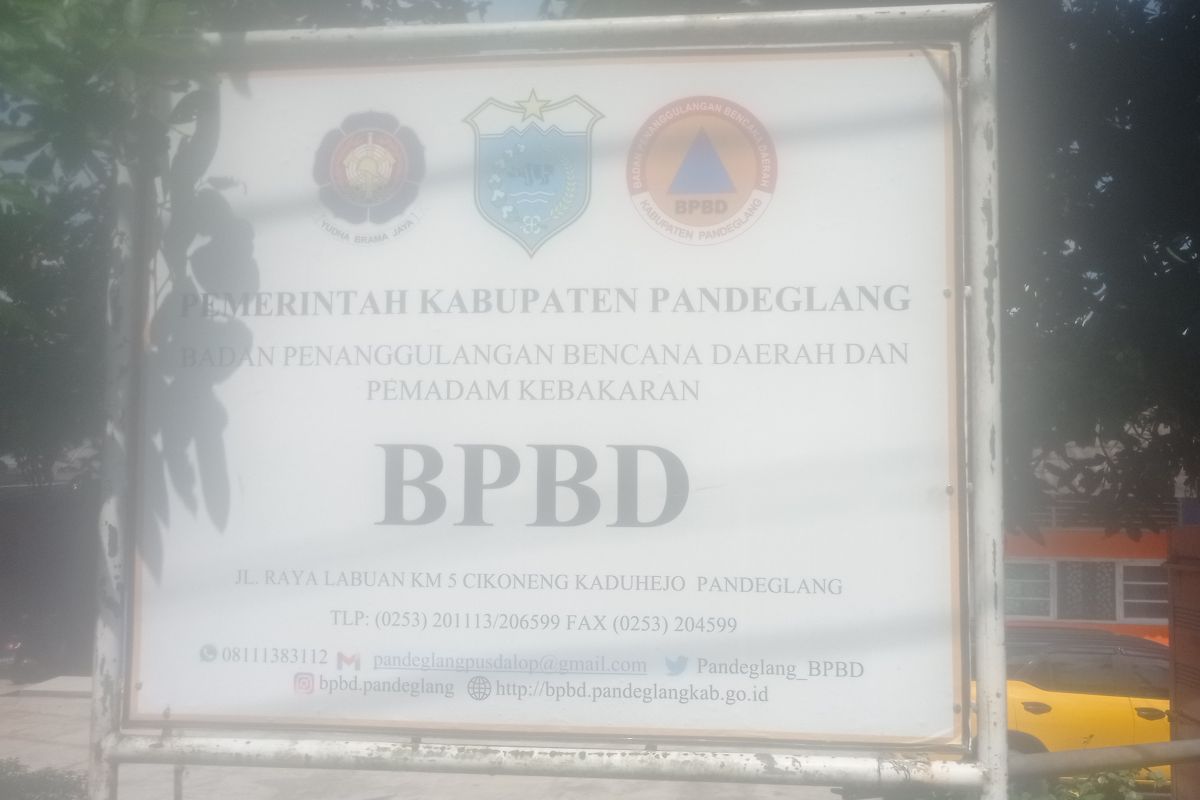 YUDHA BRAMA JAYA
BADAN PENANGGULANGAN BENCANA DAERAH
BPBD
KABUPATEN PANDEGLANG
PEMERINTAH KABUPATEN PANDEGLANG
BADAN PENANGGULANGAN BENCANA DAERAH DAN
PEMADAM KEBAKARAN
BPBD
JL. RAYA LABUAN KM 5 CIKONENG KADUHEJO PANDEGLANG
TLP: (0253) 201113/206599 FAX (0253) 204599
08111383112 pandeglangpusdalop@gmail.com Pandeglang_BPBD
bpbd.pandeglang http://bpbd.pandeglangkab.go.id